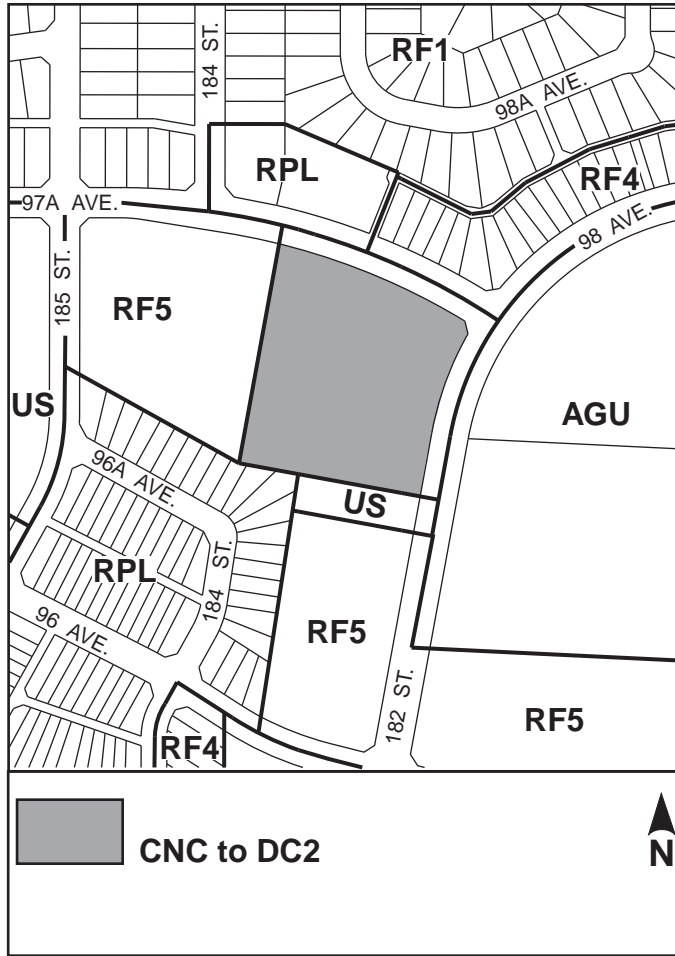 184 ST.
RF1
98A AVE.
RPL
RF4
97A AVE.
98 AVE.
185 ST.
RF5
US
AGU
96A AVE.
US
RPL
184 ST.
RF5
96 AVE.
182 ST.
RF5
RF4
CNC to DC2
N